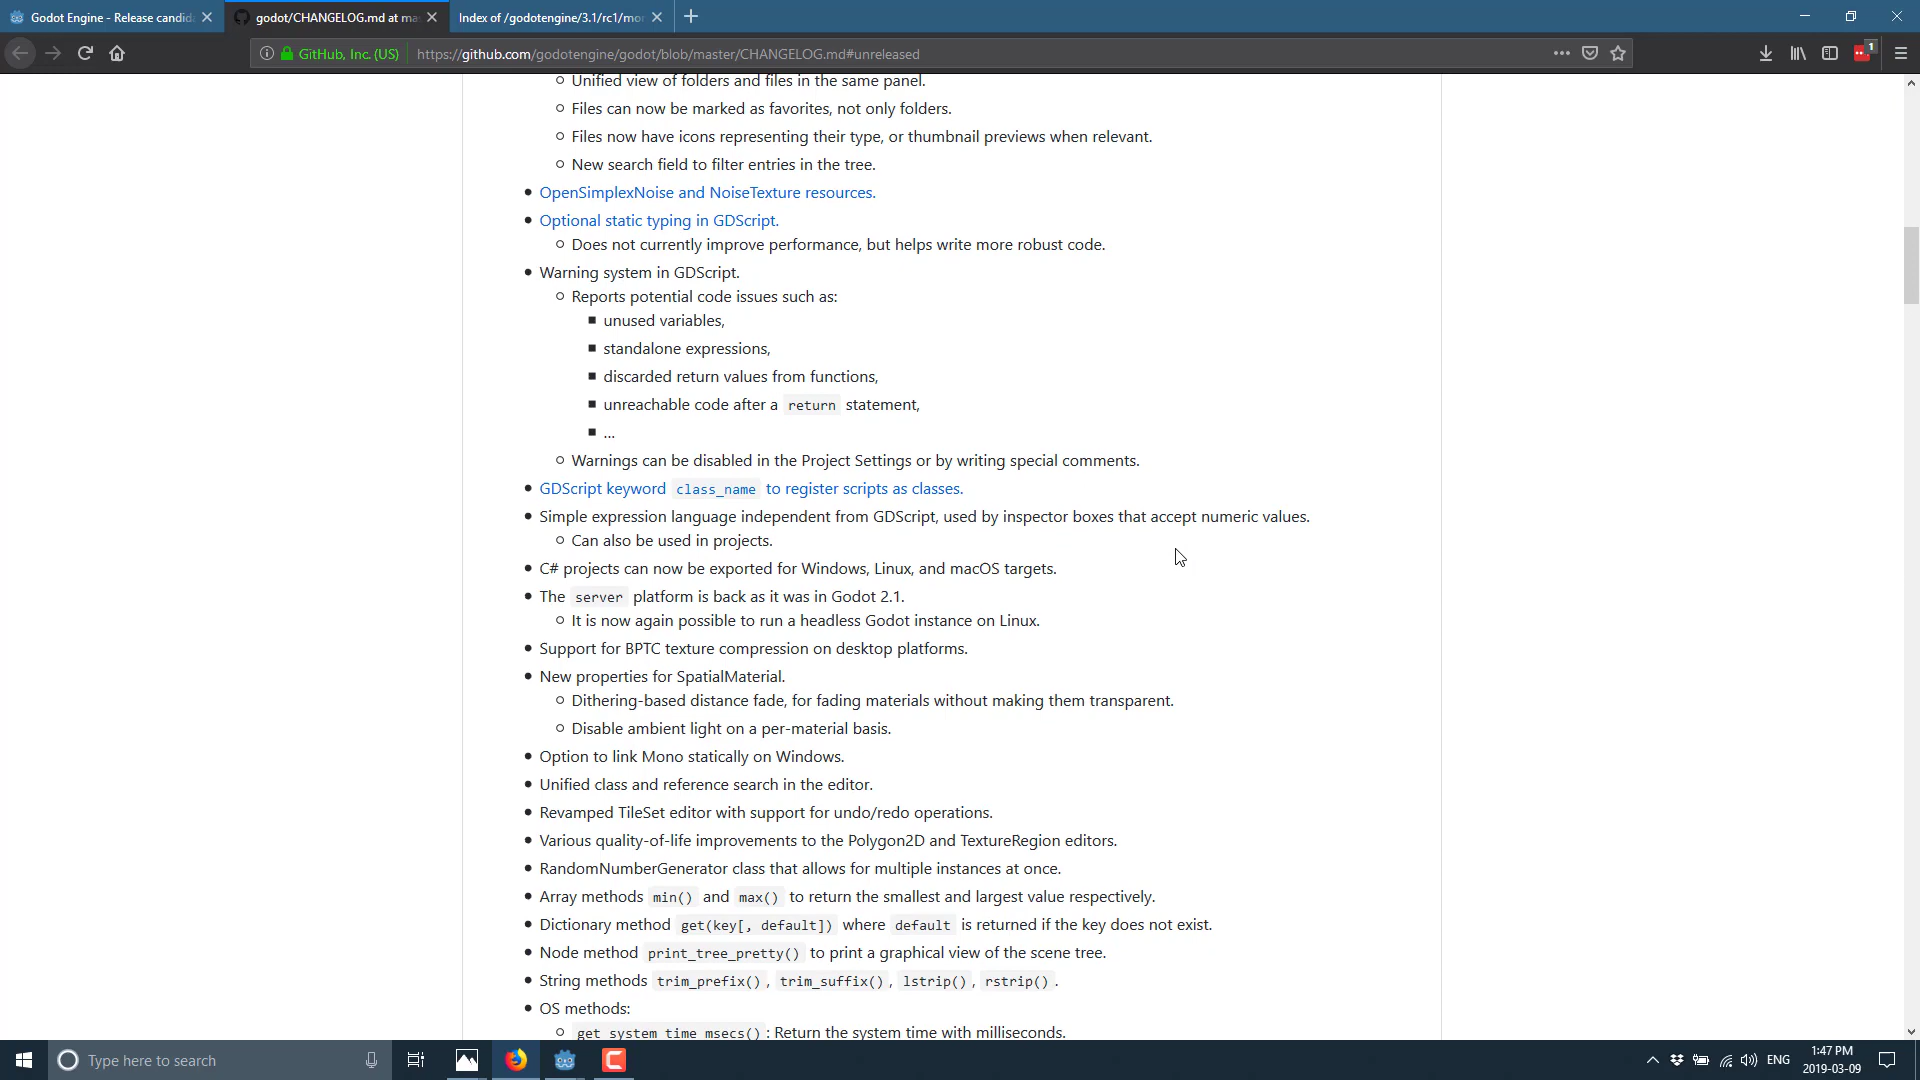 Godot Engine - Release candid
godot/CHANGELOG.md at ma
Index of /godotengine/3.1/rc1/mo
GitHub, Inc. (US)
https://github.com/godotengine/godot/blob/master/CHANGELOG.md#unreleased
1
Unified view of folders and files in the same panel.
Files can now be marked as favorites, not only folders.
Files now have icons representing their type, or thumbnail previews when relevant.
New search field to filter entries in the tree.
OpenSimplexNoise and NoiseTexture resources.
Optional static typing in GDScript.
Does not currently improve performance, but helps write more robust code.
Warning system in GDScript.
Reports potential code issues such as:
unused variables,
standalone expressions,
discarded return values from functions,
unreachable code after a return statement,
...
Warnings can be disabled in the Project Settings or by writing special comments.
GDScript keyword class_name to register scripts as classes.
Simple expression language independent from GDScript, used by inspector boxes that accept numeric values.
Can also be used in projects.
C# projects can now be exported for Windows, Linux, and macOS targets.
The server platform is back as it was in Godot 2.1.
It is now again possible to run a headless Godot instance on Linux.
Support for BPTC texture compression on desktop platforms.
New properties for SpatialMaterial.
Dithering-based distance fade, for fading materials without making them transparent.
Disable ambient light on a per-material basis.
Option to link Mono statically on Windows.
Unified class and reference search in the editor.
Revamped TileSet editor with support for undo/redo operations.
Various quality-of-life improvements to the Polygon2D and TextureRegion editors.
RandomNumberGenerator class that allows for multiple instances at once.
Array methods min() and max() to return the smallest and largest value respectively.
Dictionary method get(key[, default]) where default is returned if the key does not exist.
Node method print_tree_pretty() to print a graphical view of the scene tree.
String methods trim_prefix(), trim_suffix(), lstrip(), rstrip().
OS methods:
get_system_time_msecs(): Return the system time with milliseconds.
Type here to search
ENG
1:47 PM
2019-03-09